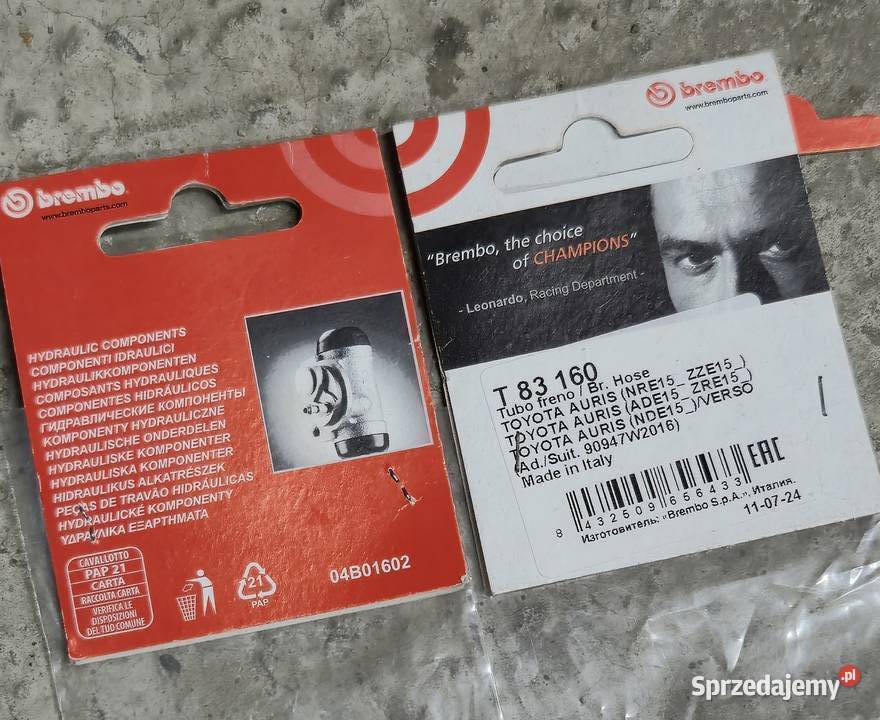 brembo
www.bremboparts.com
HYDRAULIC COMPONENTS
COMPONENTI IDRAULICI
HYDRAULIKKOMPONENTEN
COMPOSANTS HYDRAULIQUES
COMPONENTES HIDRÁULICOS
ГИДРАВЛИЧЕСКИЕ КОМПОНЕНТЫ
KOMPONENTY HYDRAULICZNE
HYDRAULISCHE ONDERDELEN
HYDRAULISKE KOMPONENTER
HYDRAULISKA KOMPONENTER
HIDRAULIKUS ALKATRÉSZEK
PEÇAS DE TRAVÃO HIDRÁULICAS
HYDRAULICKÉ KOMPONENTY
ΥΔΡΑΥΛΙΚΑ ΕΞΑΡΤΗΜΑΤΑ
CAVALLOTTO
PAP 21
CARTA
RACCOLTA CARTA
VERIFICA LE
DISPOSIZIONI
DEL TUO COMUNE
21
PAP
04B01602
brembo
www.bremboparts.com
"Brembo, the choice
of CHAMPIONS"
- Leonardo, Racing Department -
T 83 160
Tubo freno / Br. Hose
TOYOTA AURIS (NRE15_ ZZE15_)
TOYOTA AURIS (ADE15_ ZRE15_)
TOYOTA AURIS (NDE15_)/VERSO
(Ad./Suit. 90947W2016)
Made in Italy
EAC
8 432509 656433
Изготовитель: «Brembo S.p.A.», Италия.
11-07-24
Sprzedajemy.pl